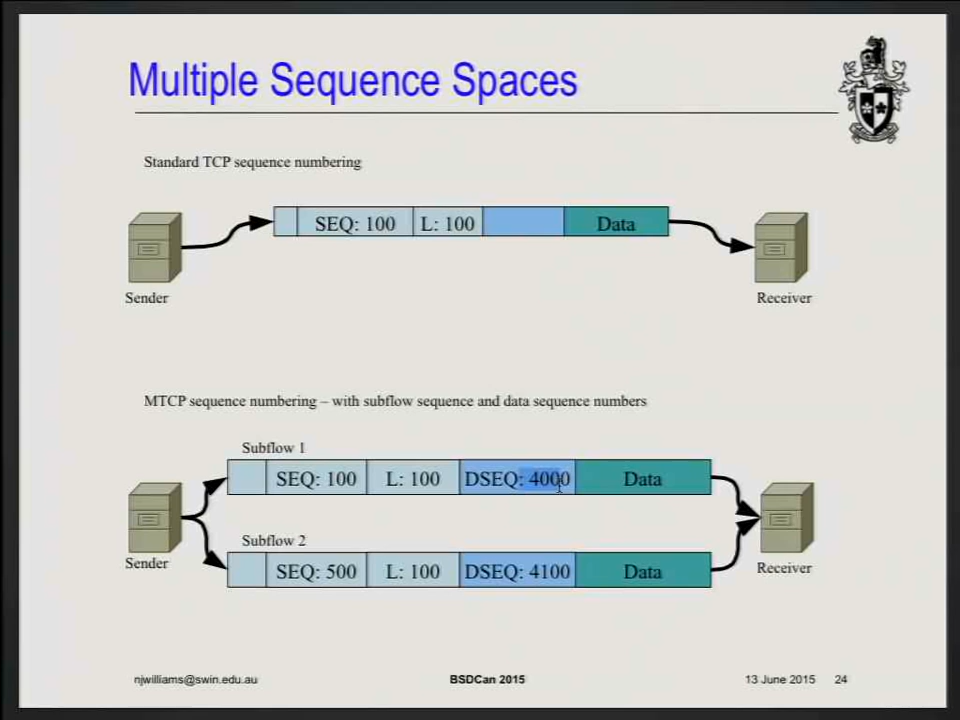 Multiple Sequence Spaces
Standard TCP sequence numbering
SEQ: 100 L: 100 Data
Sender Receiver
MTCP sequence numbering – with subflow sequence and data sequence numbers
Subflow 1
SEQ: 100 L: 100 DSEQ: 4000 Data
Subflow 2
Sender Receiver
SEQ: 500 L: 100 DSEQ: 4100 Data
njwilliams@swin.edu.au BSDCan 2015 13 June 2015 24